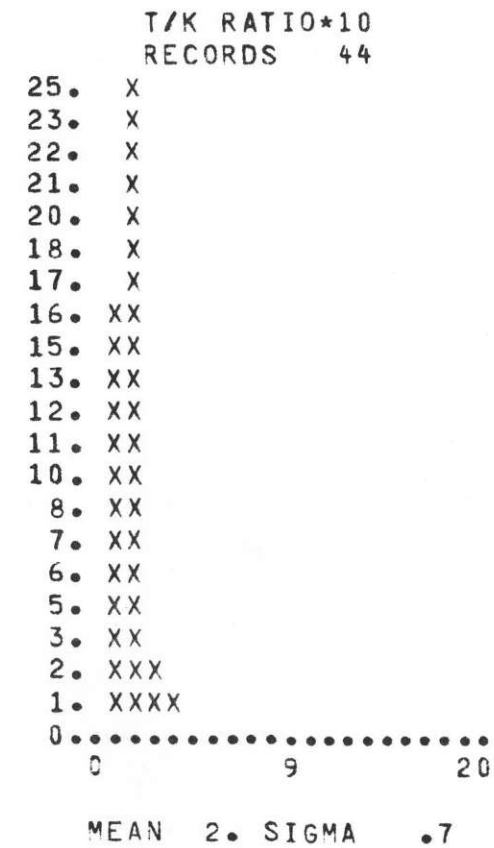 T/K RATIO*10
RECORDS 44
25. X
23. X
22. X
21. X
20. X
18. X
17. X
16. XX
15. XX
13. XX
12. XX
11. XX
10. XX
8. XX
7. XX
6. XX
5. XX
3. XX
2. XXX
1. XXXX
0......................
0 9 20
MEAN 2. SIGMA .7